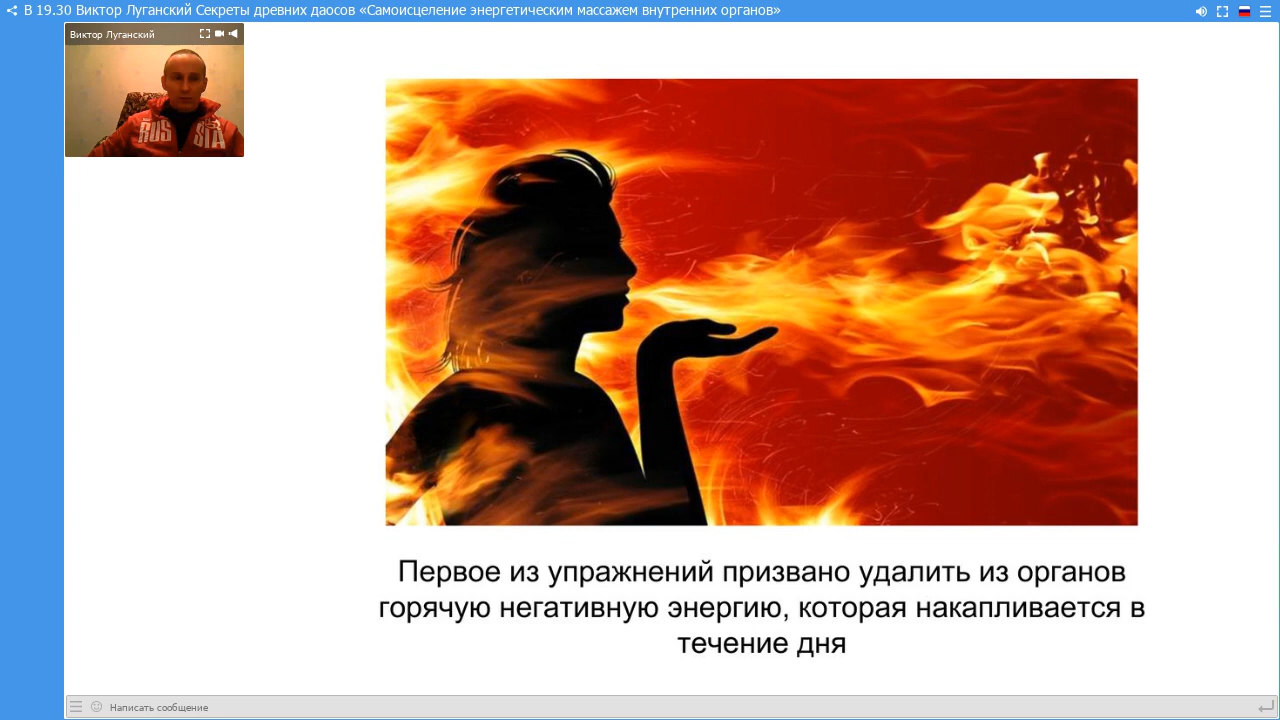 В 19.30 Виктор Луганский Секреты древних даосов «Самоисцеление энергетическим массажем внутренних органов»
Виктор Луганский
RUS SIA
Первое из упражнений призвано удалить из органов
горячую негативную энергию, которая накапливается в
течение дня
Написать сообщение